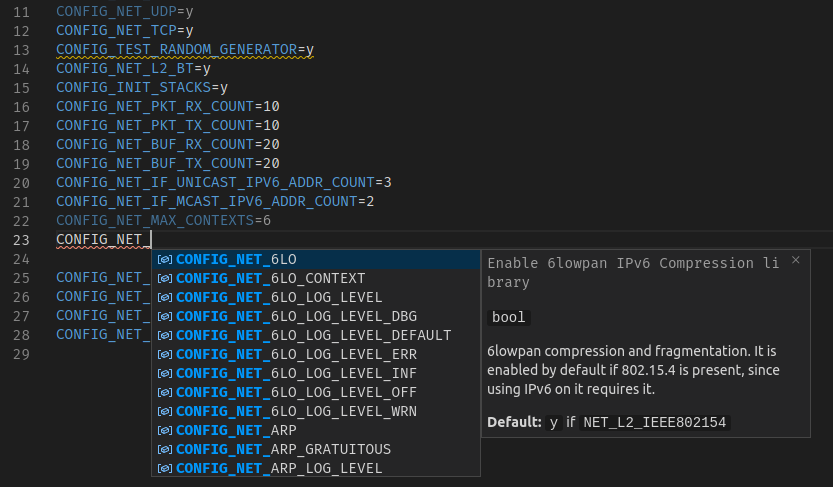 11 CONFIG_NET_UDP=y
12 CONFIG_NET_TCP=y
13 CONFIG_TEST_RANDOM_GENERATOR=y
14 CONFIG_NET_L2_BT=y
15 CONFIG_INIT_STACKS=y
16 CONFIG_NET_PKT_RX_COUNT=10
17 CONFIG_NET_PKT_TX_COUNT=10
18 CONFIG_NET_BUF_RX_COUNT=20
19 CONFIG_NET_BUF_TX_COUNT=20
20 CONFIG_NET_IF_UNICAST_IPV6_ADDR_COUNT=3
21 CONFIG_NET_IF_MCAST_IPV6_ADDR_COUNT=2
22 CONFIG_NET_MAX_CONTEXTS=6
23 CONFIG_NET_
24
25 CONFIG_NET_
26 CONFIG_NET_
27 CONFIG_NET_
28 CONFIG_NET_
29
CONFIG_NET_6LO
CONFIG_NET_6LO_CONTEXT
CONFIG_NET_6LO_LOG_LEVEL
CONFIG_NET_6LO_LOG_LEVEL_DBG
CONFIG_NET_6LO_LOG_LEVEL_DEFAULT
CONFIG_NET_6LO_LOG_LEVEL_ERR
CONFIG_NET_6LO_LOG_LEVEL_INF
CONFIG_NET_6LO_LOG_LEVEL_OFF
CONFIG_NET_6LO_LOG_LEVEL_WRN
CONFIG_NET_ARP
CONFIG_NET_ARP_GRATUITOUS
CONFIG_NET_ARP_LOG_LEVEL
Enable 6lowpan IPv6 Compression li
brary
bool
6lowpan compression and fragmentation. It is
enabled by default if 802.15.4 is present, since
using IPv6 on it requires it.
Default: y if NET_L2_IEEE802154